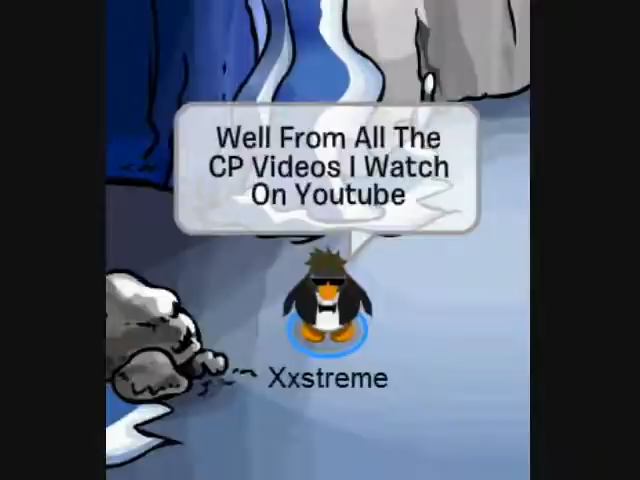 Well From All The
CP Videos I Watch
On Youtube
Xxstreme